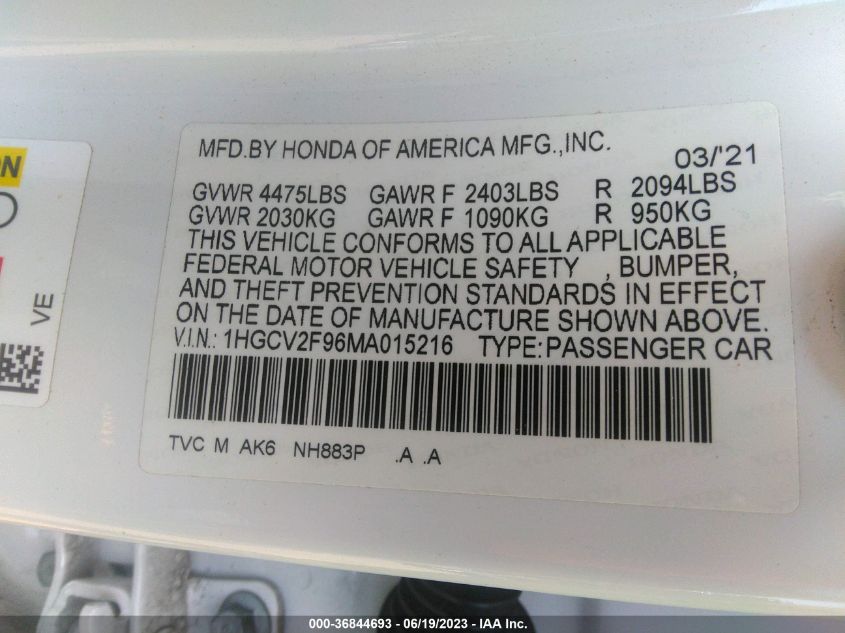 MFD.BY HONDA OF AMERICA MFG.,INC. 03/'21
GVWR 4475LBS GAWR F 2403LBS R 2094LBS
GVWR 2030KG GAWR F 1090KG R 950KG
THIS VEHICLE CONFORMS TO ALL APPLICABLE
FEDERAL MOTOR VEHICLE SAFETY , BUMPER,
AND THEFT PREVENTION STANDARDS IN EFFECT
ON THE DATE OF MANUFACTURE SHOWN ABOVE.
V.I.N.: 1HGCV2F96MA015216 TYPE:PASSENGER CAR
TVC M AK6 NH883P .A .A
VE
000-36844693 - 06/19/2023 - IAA Inc.